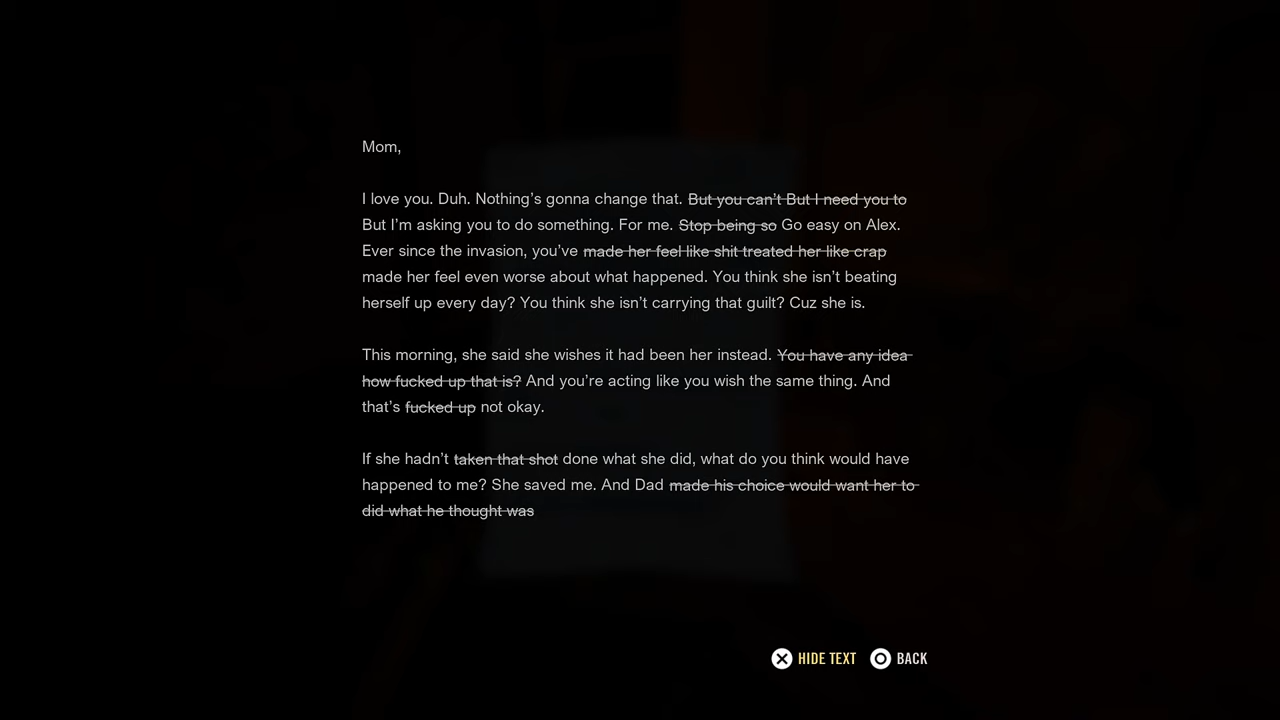 Mom,
I love you. Duh. Nothing's gonna change that. But you can't But I need you to
But I'm asking you to do something. For me. Stop being so Go easy on Alex.
Ever since the invasion, you've made her feel like shit treated her like crap
made her feel even worse about what happened. You think she isn't beating
herself up every day? You think she isn't carrying that guilt? Cuz she is.
This morning, she said she wishes it had been her instead. You have any idea
how fucked up that is? And you're acting like you wish the same thing. And
that's fucked up not okay.
If she hadn't taken that shot done what she did, what do you think would have
happened to me? She saved me. And Dad made his choice would want her to
did what he thought was
HIDE TEXT BACK